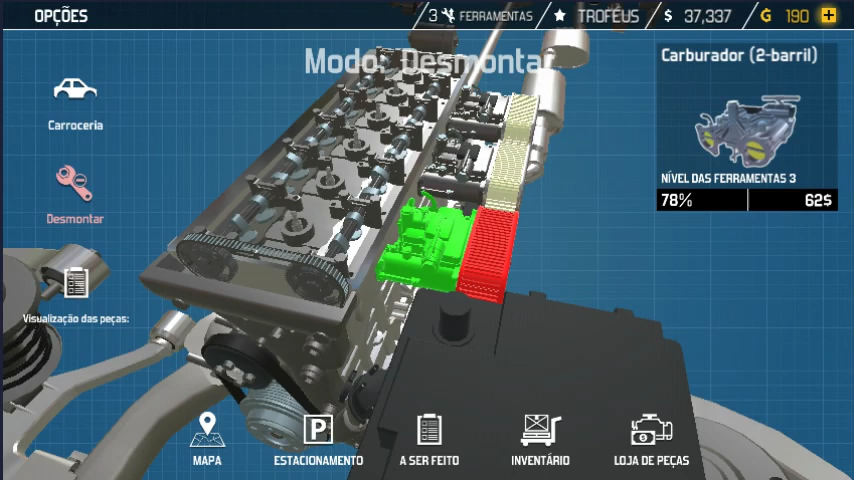 OPÇÕES
3 FERRAMENTAS
TROFÉUS
$ 37,337
G 190 +
Modo: Desmontar
Carburador (2-barril)
NÍVEL DAS FERRAMENTAS 3
78% 62$
Carroceria
Desmontar
Visualização das peças:
P
MAPA
ESTACIONAMENTO
A SER FEITO
INVENTÁRIO
LOJA DE PEÇAS